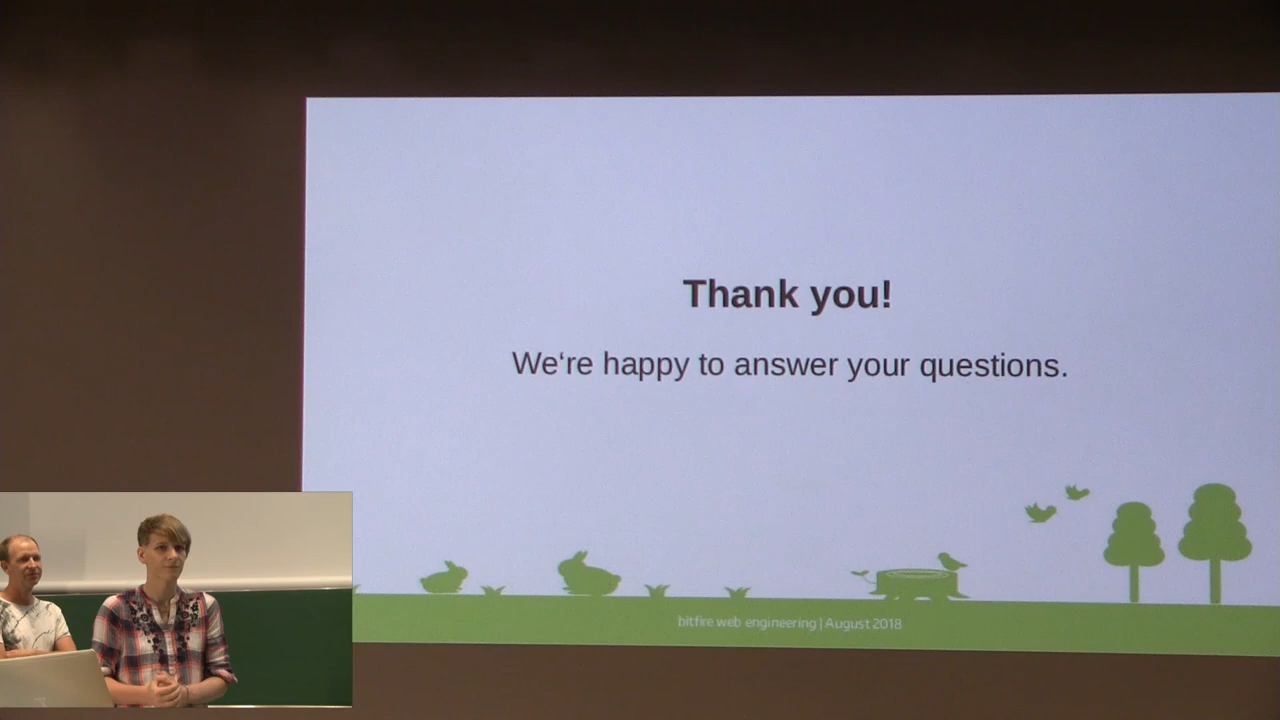 Thank you!
We‘re happy to answer your questions.
bitfire web engineering | August 2018